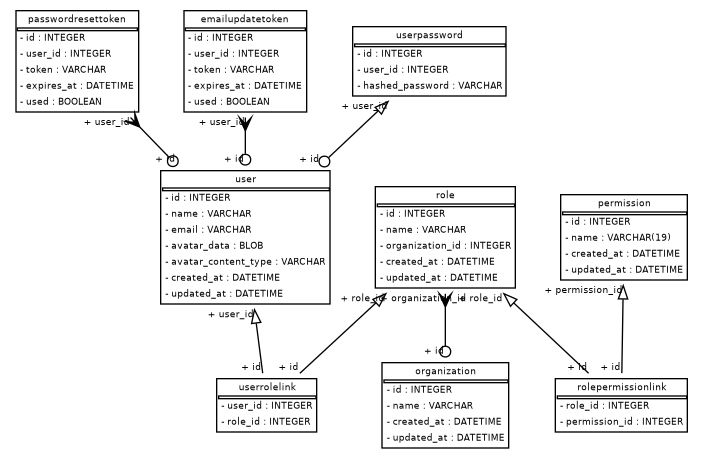 passwordresettoken
- id : INTEGER
- user_id : INTEGER
- token : VARCHAR
- expires_at : DATETIME
- used : BOOLEAN
emailupdatetoken
- id : INTEGER
- user_id : INTEGER
- token : VARCHAR
- expires_at : DATETIME
- used : BOOLEAN
userpassword
- id : INTEGER
- user_id : INTEGER
- hashed_password : VARCHAR
+ user_id
+ user_id
+ user_id
+ id
+ id
+ id
user
- id : INTEGER
- name : VARCHAR
- email : VARCHAR
- avatar_data : BLOB
- avatar_content_type : VARCHAR
- created_at : DATETIME
- updated_at : DATETIME
role
- id : INTEGER
- name : VARCHAR
- organization_id : INTEGER
- created_at : DATETIME
- updated_at : DATETIME
permission
- id : INTEGER
- name : VARCHAR(19)
- created_at : DATETIME
- updated_at : DATETIME
+ user_id
+ role_id
+ organization_id
+ role_id
+ permission_id
+ id
+ id
+ id
+ id
+ id
userrolelink
- user_id : INTEGER
- role_id : INTEGER
organization
- id : INTEGER
- name : VARCHAR
- created_at : DATETIME
- updated_at : DATETIME
rolepermissionlink
- role_id : INTEGER
- permission_id : INTEGER